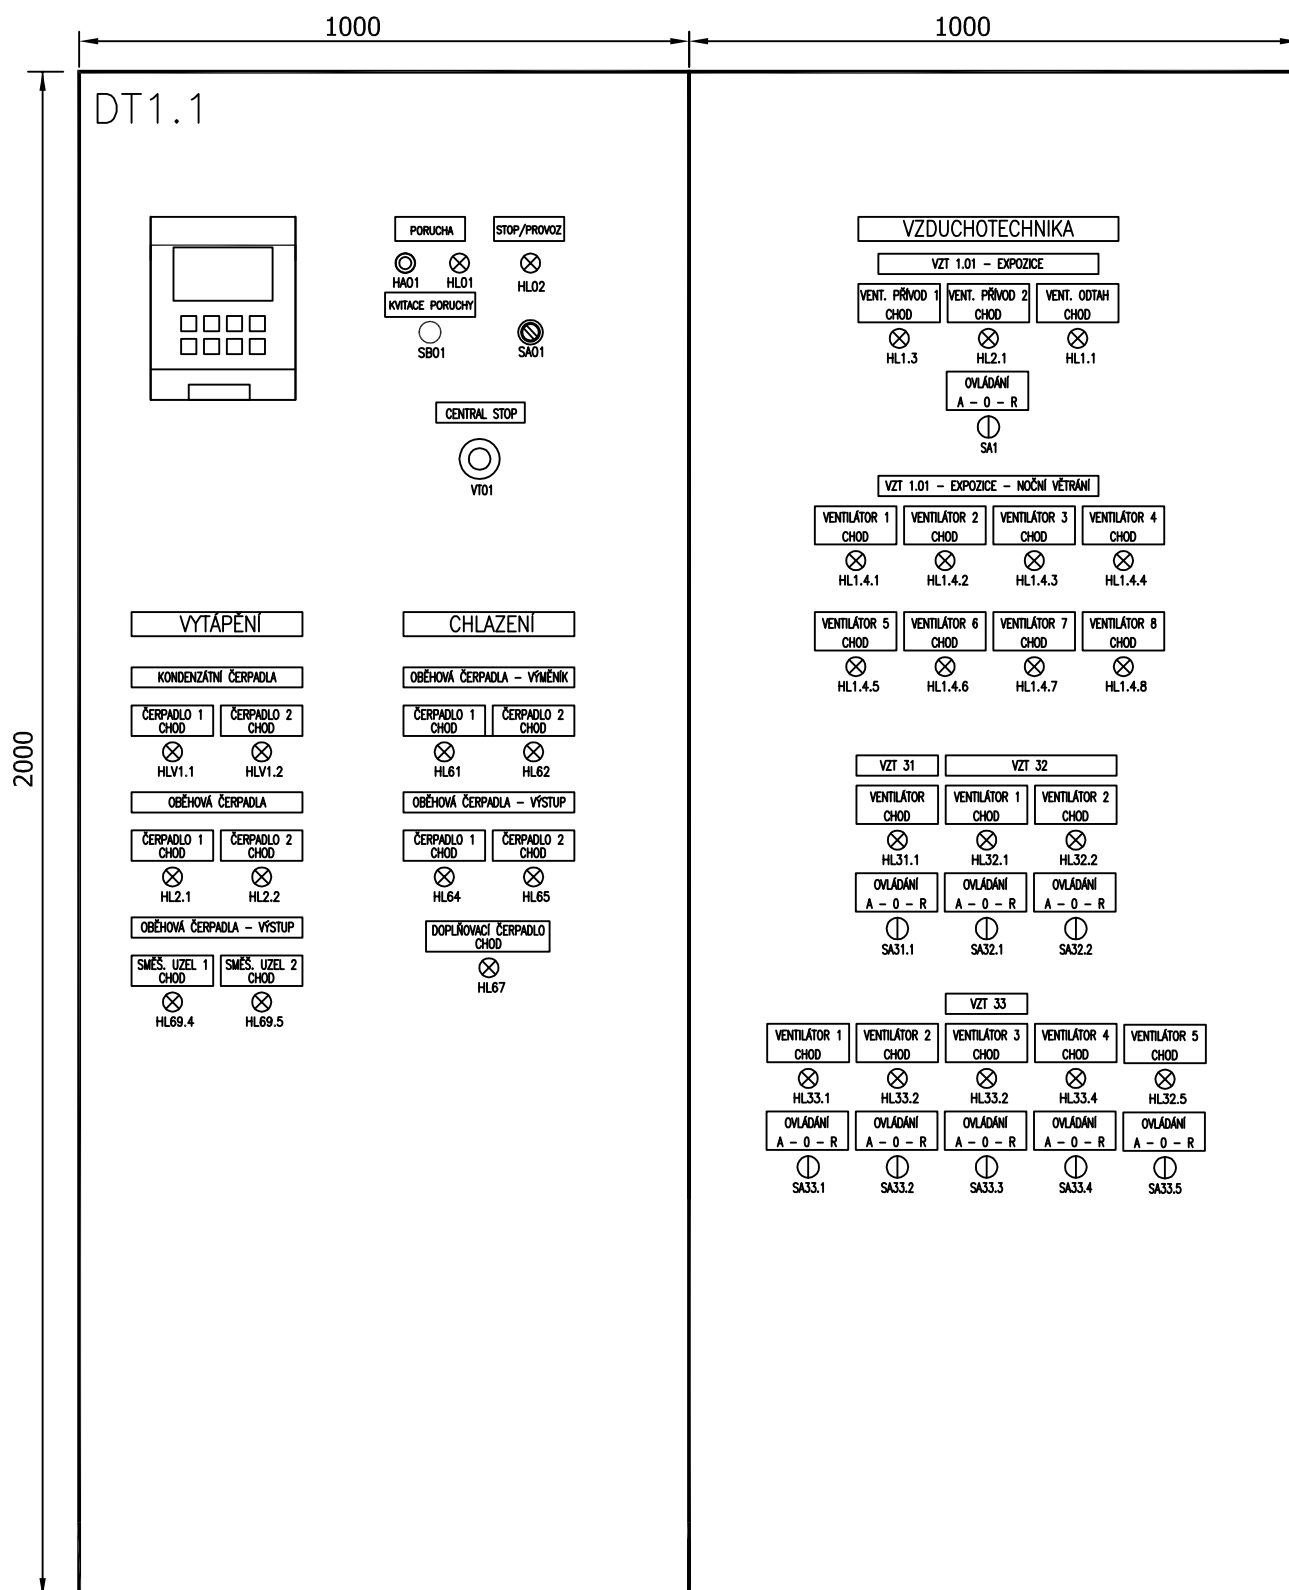 1000
1000
2000
DT1.1
PORUCHA
STOP/PROVOZ
HA01
HL01
HL02
KVITACE PORUCHY
SB01
SA01
CENTRAL STOP
VT01
VYTÁPĚNÍ
KONDENZÁTNÍ ČERPADLA
ČERPADLO 1
CHOD
ČERPADLO 2
CHOD
HLV1.1
HLV1.2
OBĚHOVÁ ČERPADLA
ČERPADLO 1
CHOD
ČERPADLO 2
CHOD
HL2.1
HL2.2
OBĚHOVÁ ČERPADLA – VÝSTUP
SMĚŠ. UZEL 1
CHOD
SMĚŠ. UZEL 2
CHOD
HL69.4
HL69.5
CHLAZENÍ
OBĚHOVÁ ČERPADLA – VÝMĚNÍK
ČERPADLO 1
CHOD
ČERPADLO 2
CHOD
HL61
HL62
OBĚHOVÁ ČERPADLA – VÝSTUP
ČERPADLO 1
CHOD
ČERPADLO 2
CHOD
HL64
HL65
DOPLŇOVACÍ ČERPADLO
CHOD
HL67
VZDUCHOTECHNIKA
VZT 1.01 – EXPOZICE
VENT. PŘÍVOD 1
CHOD
VENT. PŘÍVOD 2
CHOD
VENT. ODTAH
CHOD
HL1.3
HL2.1
HL1.1
OVLÁDÁNÍ
A – 0 – R
SA1
VZT 1.01 – EXPOZICE – NOČNÍ VĚTRÁNÍ
VENTILÁTOR 1
CHOD
VENTILÁTOR 2
CHOD
VENTILÁTOR 3
CHOD
VENTILÁTOR 4
CHOD
HL1.4.1
HL1.4.2
HL1.4.3
HL1.4.4
VENTILÁTOR 5
CHOD
VENTILÁTOR 6
CHOD
VENTILÁTOR 7
CHOD
VENTILÁTOR 8
CHOD
HL1.4.5
HL1.4.6
HL1.4.7
HL1.4.8
VZT 31
VZT 32
VENTILÁTOR
CHOD
VENTILÁTOR 1
CHOD
VENTILÁTOR 2
CHOD
HL31.1
HL32.1
HL32.2
OVLÁDÁNÍ
A – 0 – R
OVLÁDÁNÍ
A – 0 – R
OVLÁDÁNÍ
A – 0 – R
SA31.1
SA32.1
SA32.2
VZT 33
VENTILÁTOR 1
CHOD
VENTILÁTOR 2
CHOD
VENTILÁTOR 3
CHOD
VENTILÁTOR 4
CHOD
VENTILÁTOR 5
CHOD
HL33.1
HL33.2
HL33.2
HL33.4
HL32.5
OVLÁDÁNÍ
A – 0 – R
OVLÁDÁNÍ
A – 0 – R
OVLÁDÁNÍ
A – 0 – R
OVLÁDÁNÍ
A – 0 – R
OVLÁDÁNÍ
A – 0 – R
SA33.1
SA33.2
SA33.3
SA33.4
SA33.5